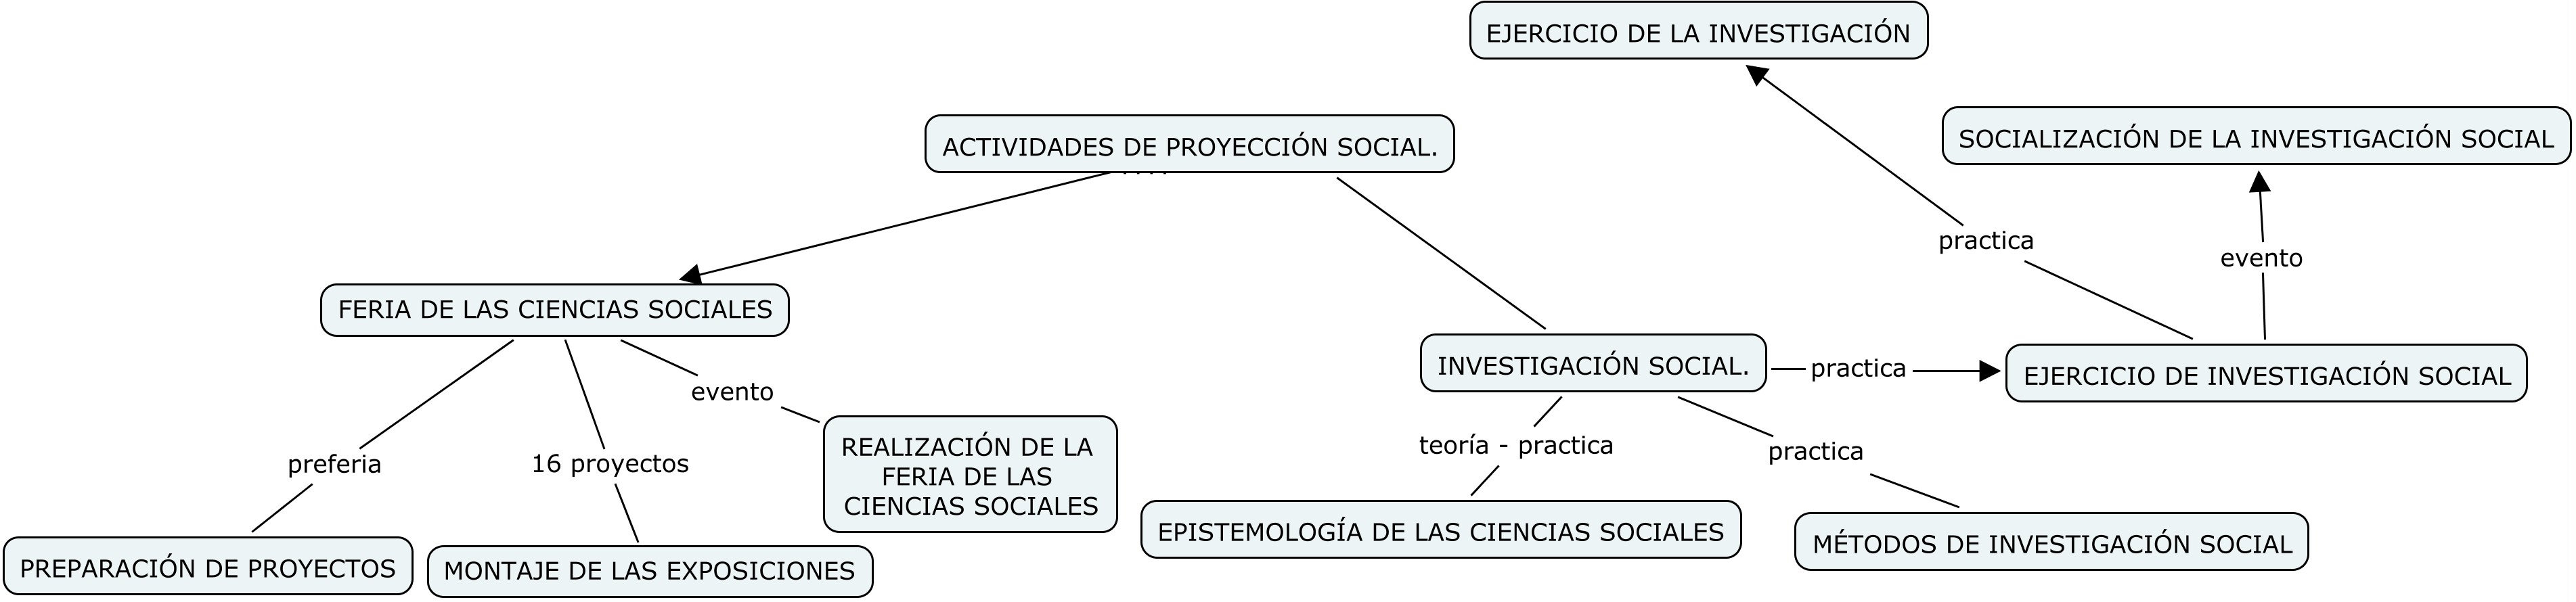 EJERCICIO DE LA INVESTIGACIÓN
ACTIVIDADES DE PROYECCIÓN SOCIAL.
SOCIALIZACIÓN DE LA INVESTIGACIÓN SOCIAL
practica
evento
FERIA DE LAS CIENCIAS SOCIALES
INVESTIGACIÓN SOCIAL.
practica
EJERCICIO DE INVESTIGACIÓN SOCIAL
evento
preferia
16 proyectos
REALIZACIÓN DE LA
FERIA DE LAS
CIENCIAS SOCIALES
teoría - practica
practica
PREPARACIÓN DE PROYECTOS
MONTAJE DE LAS EXPOSICIONES
EPISTEMOLOGÍA DE LAS CIENCIAS SOCIALES
MÉTODOS DE INVESTIGACIÓN SOCIAL